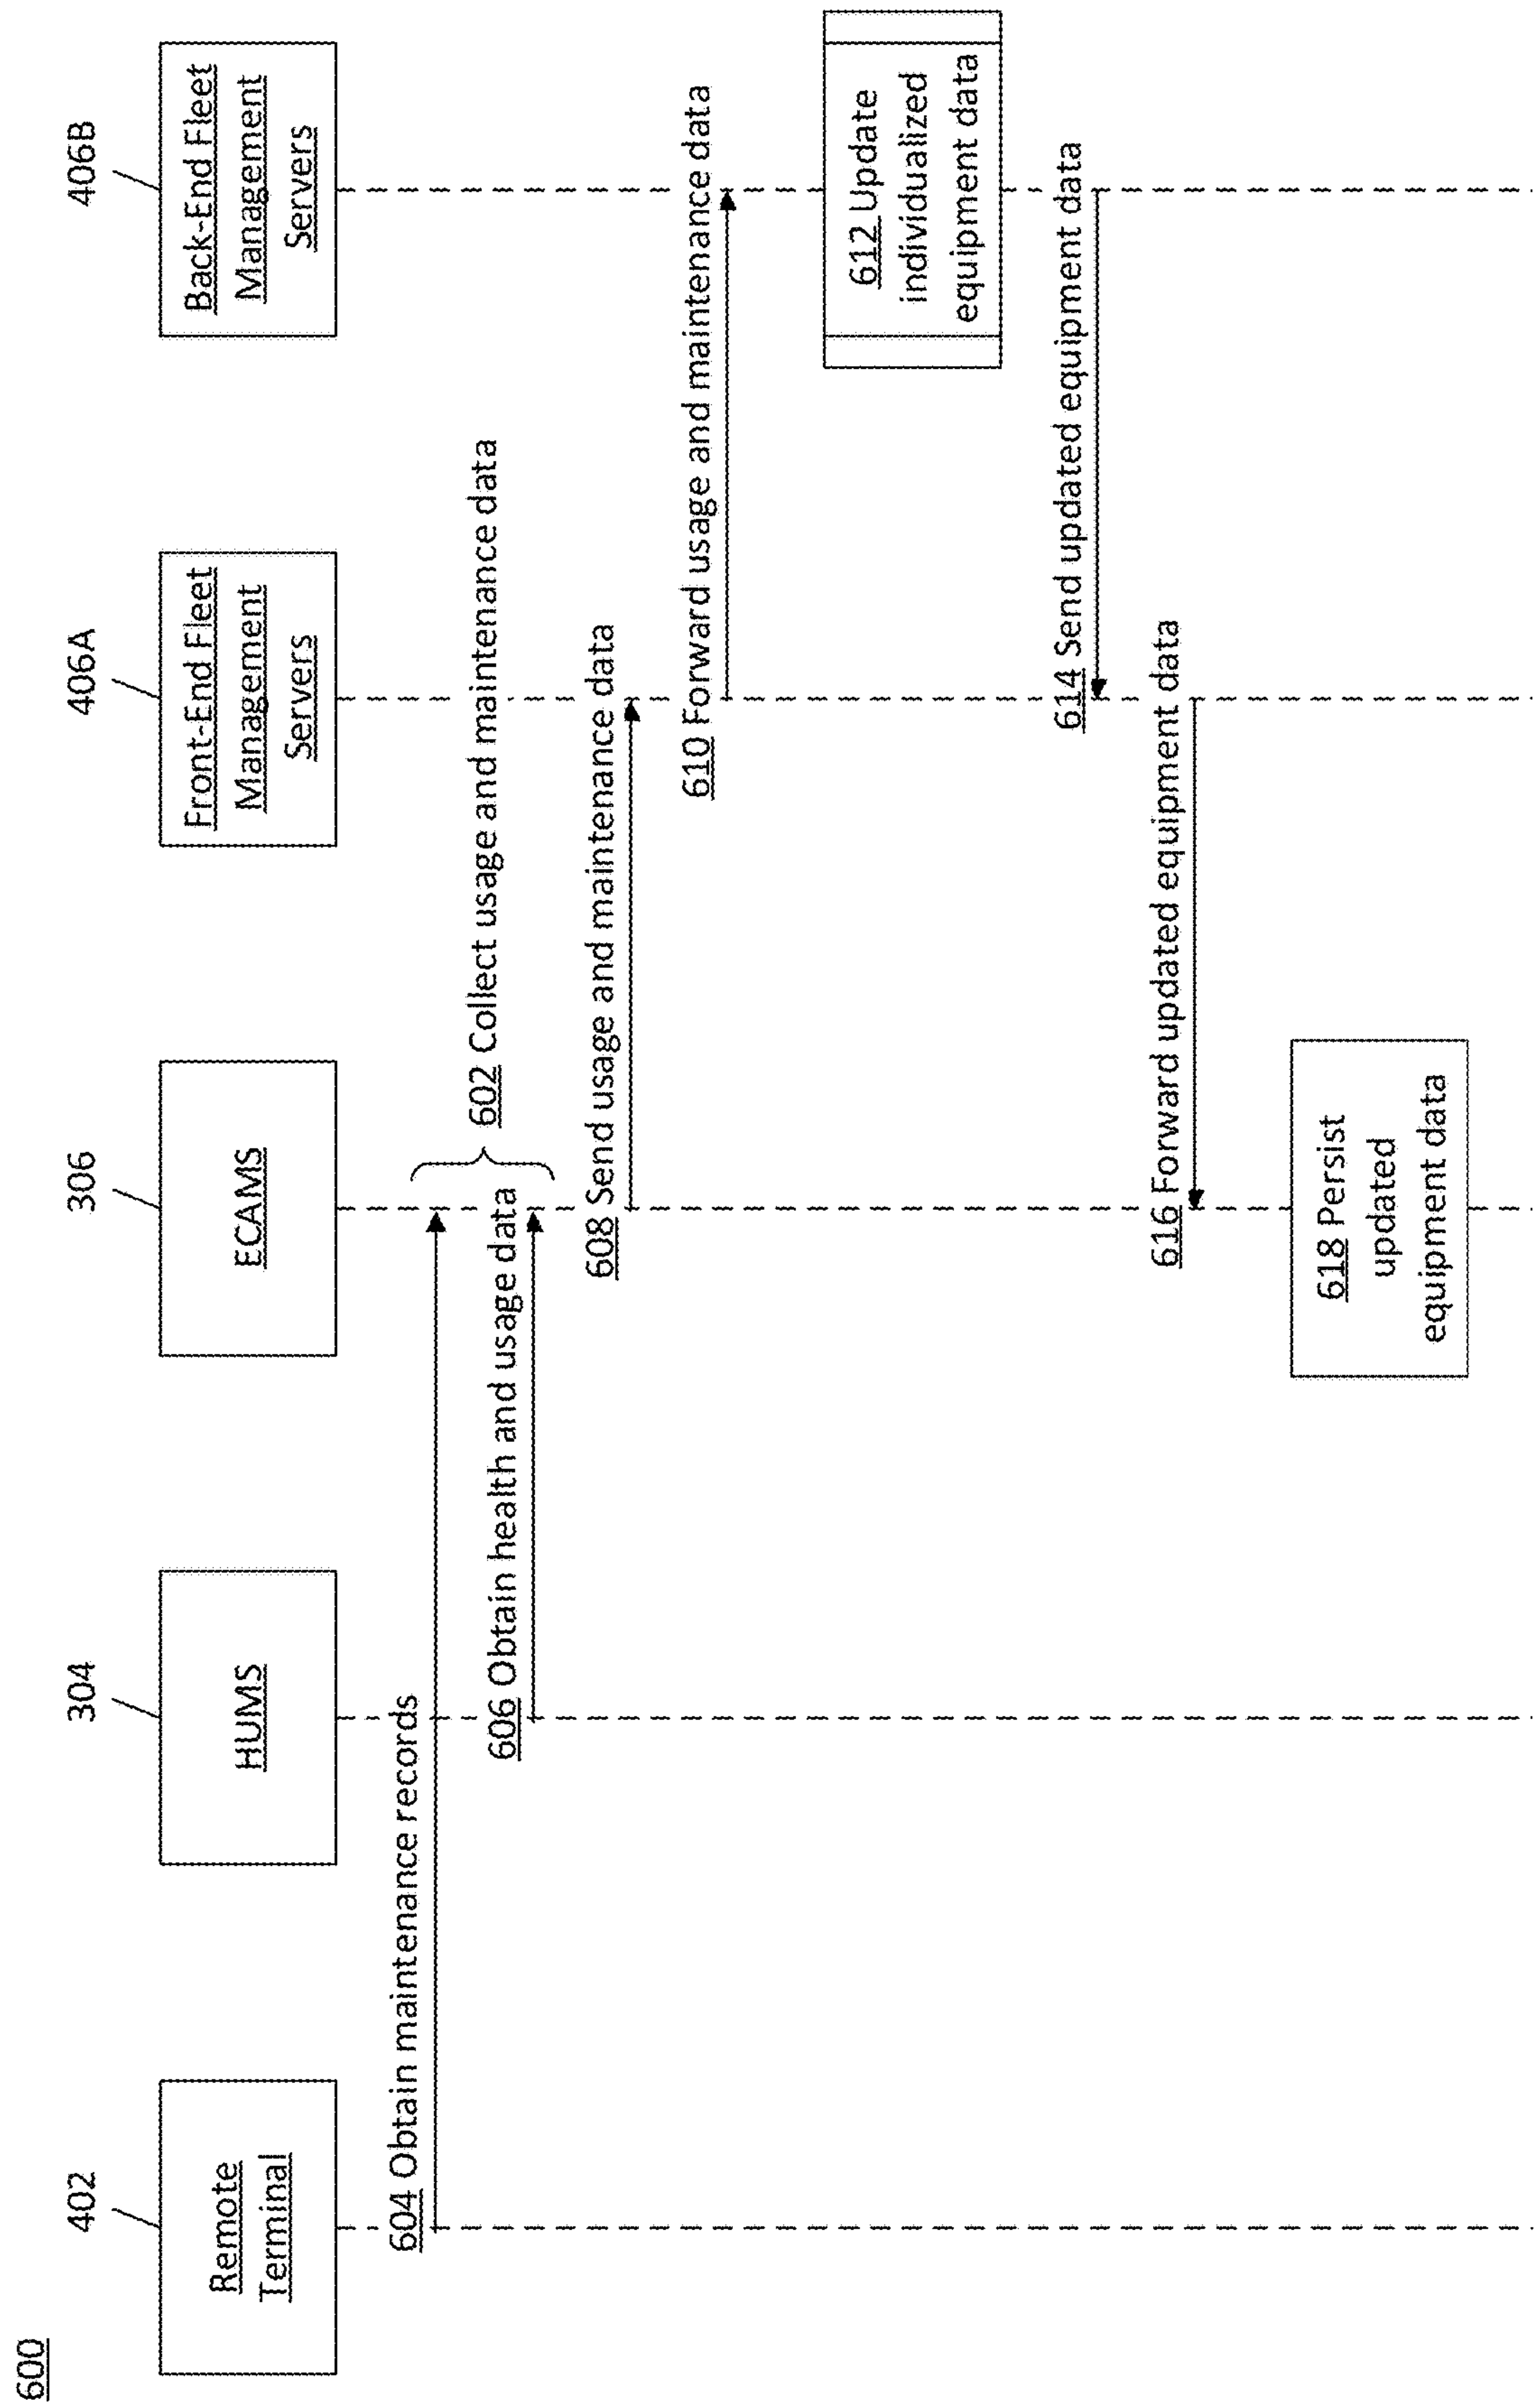 600
402
304
306
406A
406B
Remote
Terminal
HUMS
ECAMS
Front-End Fleet
Management
Servers
Back-End Fleet
Management
Servers
604 Obtain maintenance records
602 Collect usage and maintenance data
606 Obtain health and usage data
608 Send usage and maintenance data
610 Forward usage and maintenance data
612 Update
individualized
equipment data
614 Send updated equipment data
616 Forward updated equipment data
618 Persist
updated
equipment data